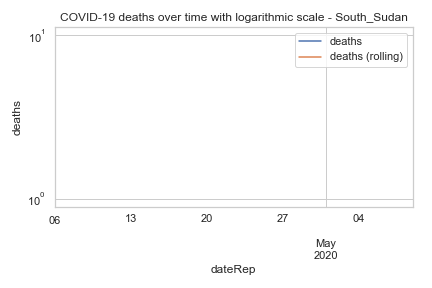 COVID-19 deaths over time with logarithmic scale - South_Sudan
10¹
deaths
deaths (rolling)
deaths
10⁰
06 13 20 27 04
May
2020
dateRep